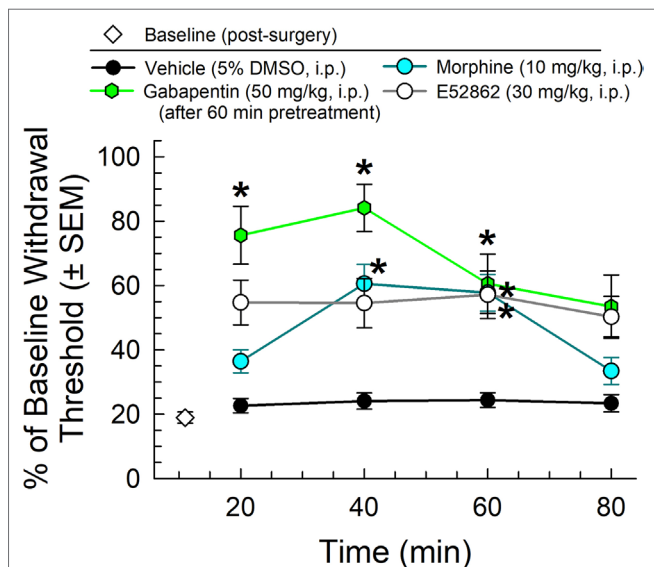 Baseline (post-surgery)
Vehicle (5% DMSO, i.p.)
Morphine (10 mg/kg, i.p.)
Gabapentin (50 mg/kg, i.p.)
(after 60 min pretreatment)
E52862 (30 mg/kg, i.p.)
% of Baseline Withdrawal
Threshold (± SEM)
100
80
60
40
20
0
*
*
*
*
*
*
20 40 60 80
Time (min)